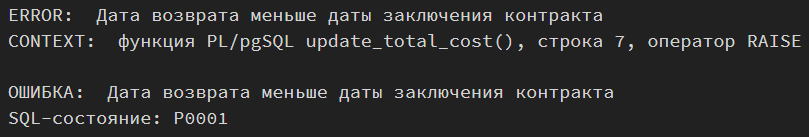 ERROR:  Дата возврата меньше даты заключения контракта
CONTEXT:  функция PL/pgSQL update_total_cost(), строка 7, оператор RAISE
ОШИБКА:  Дата возврата меньше даты заключения контракта
SQL-состояние: P0001